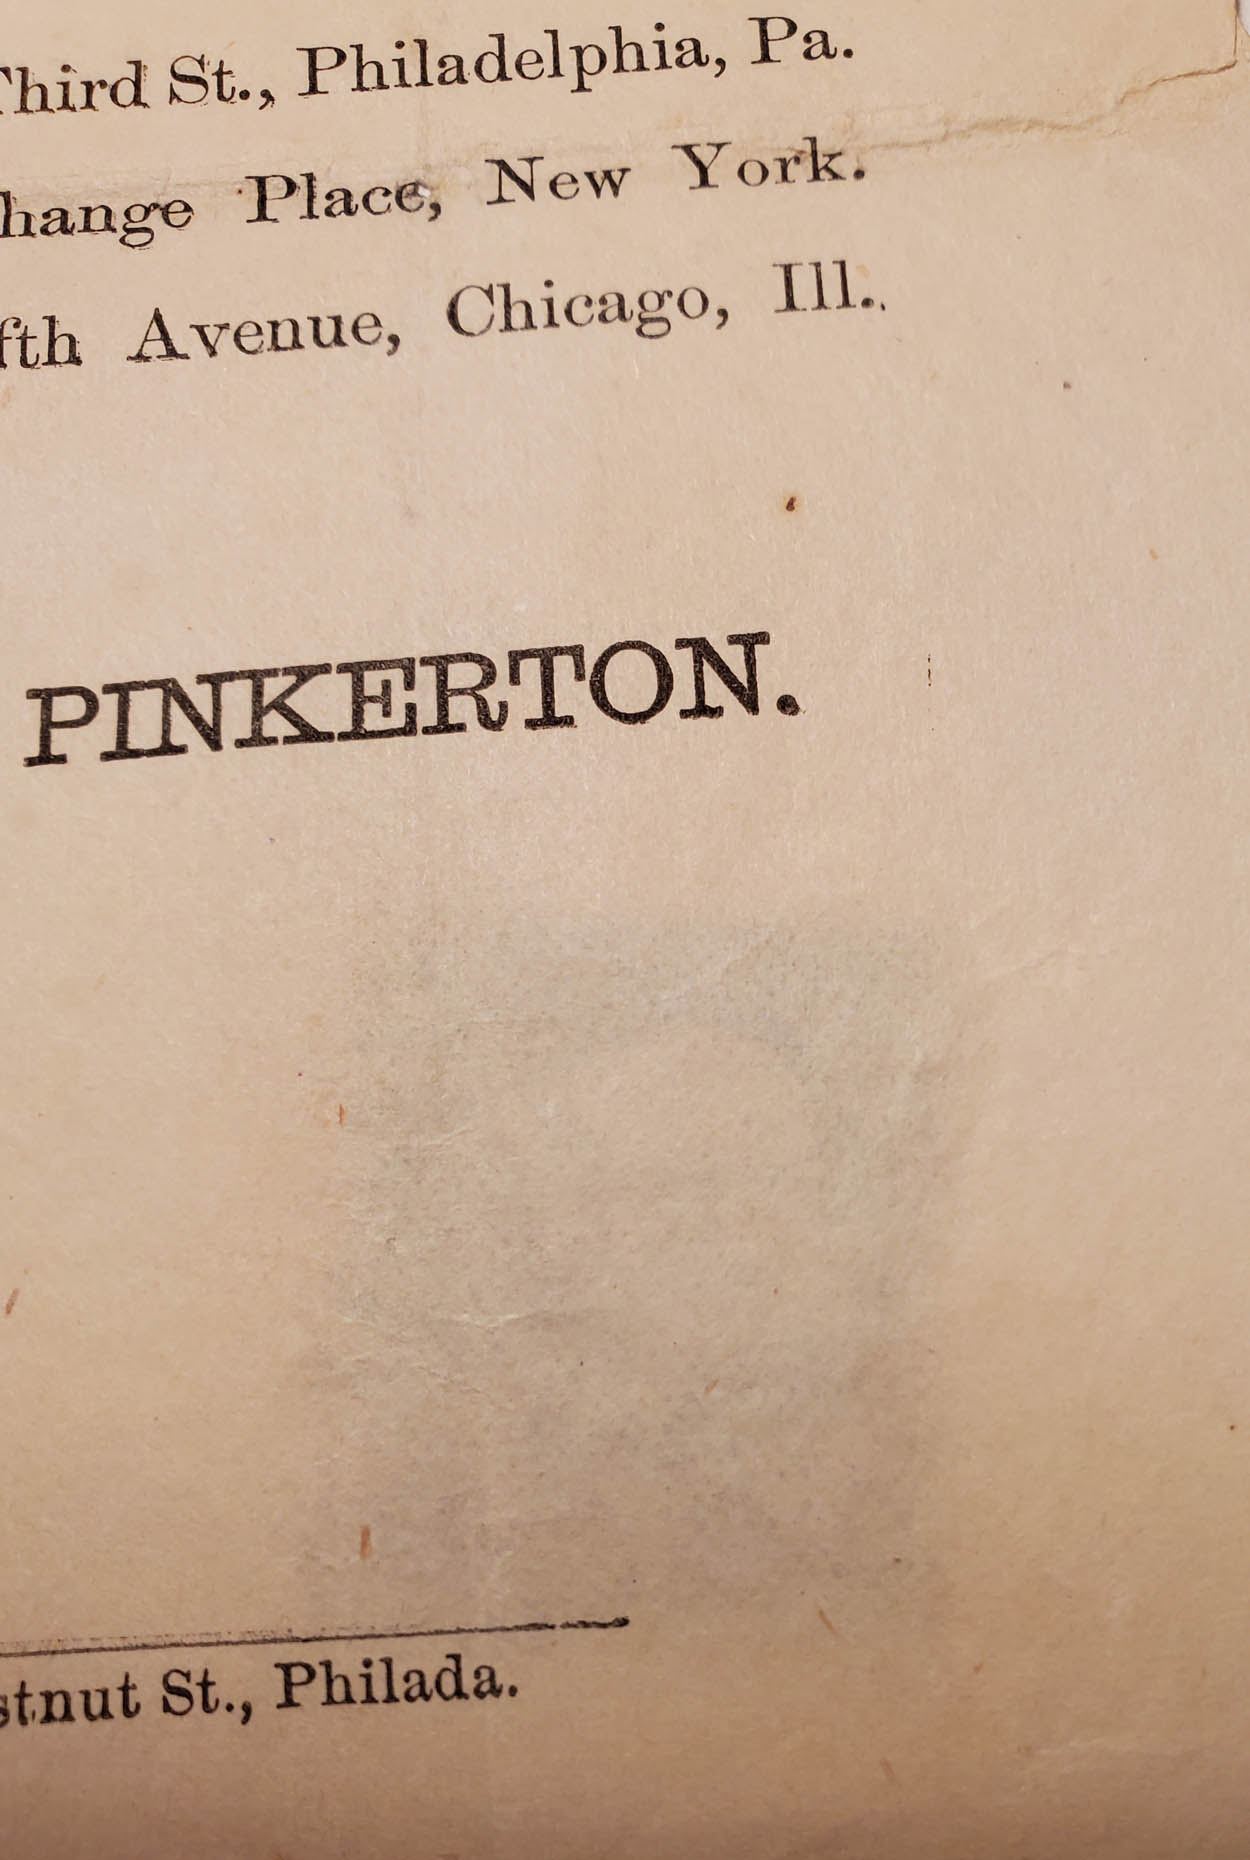 Third St., Philadelphia, Pa.
hange Place, New York.
fth Avenue, Chicago, Ill..
PINKERTON.
stnut St., Philada.